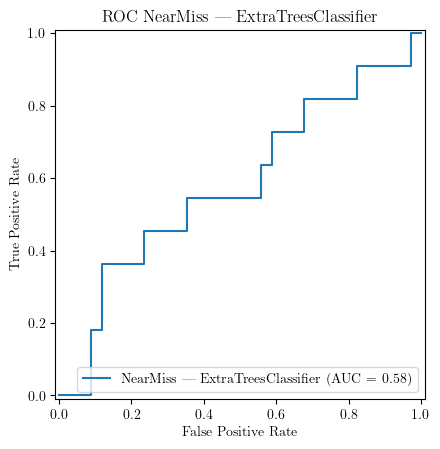 ROC NearMiss — ExtraTreesClassifier
True Positive Rate
1.0
0.8
0.6
0.4
0.2
0.0
NearMiss — ExtraTreesClassifier (AUC = 0.58)
0.0 0.2 0.4 0.6 0.8 1.0
False Positive Rate